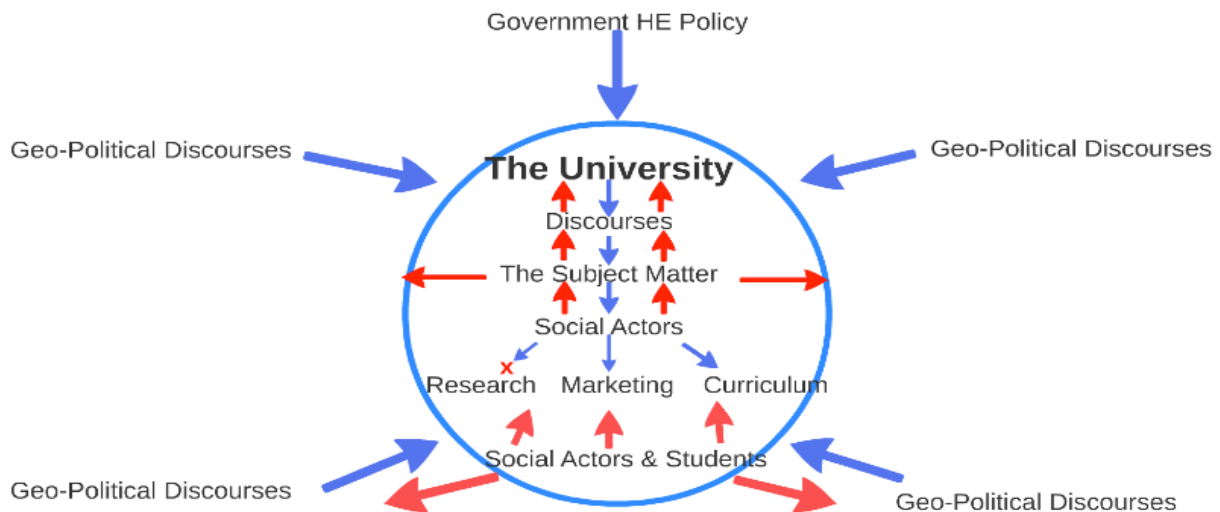 Government HE Policy
Geo-Political Discourses
Geo-Political Discourses
The University
Discourses
The Subject Matter
Social Actors
x
Research Marketing Curriculum
Social Actors & Students
Geo-Political Discourses
Geo-Political Discourses